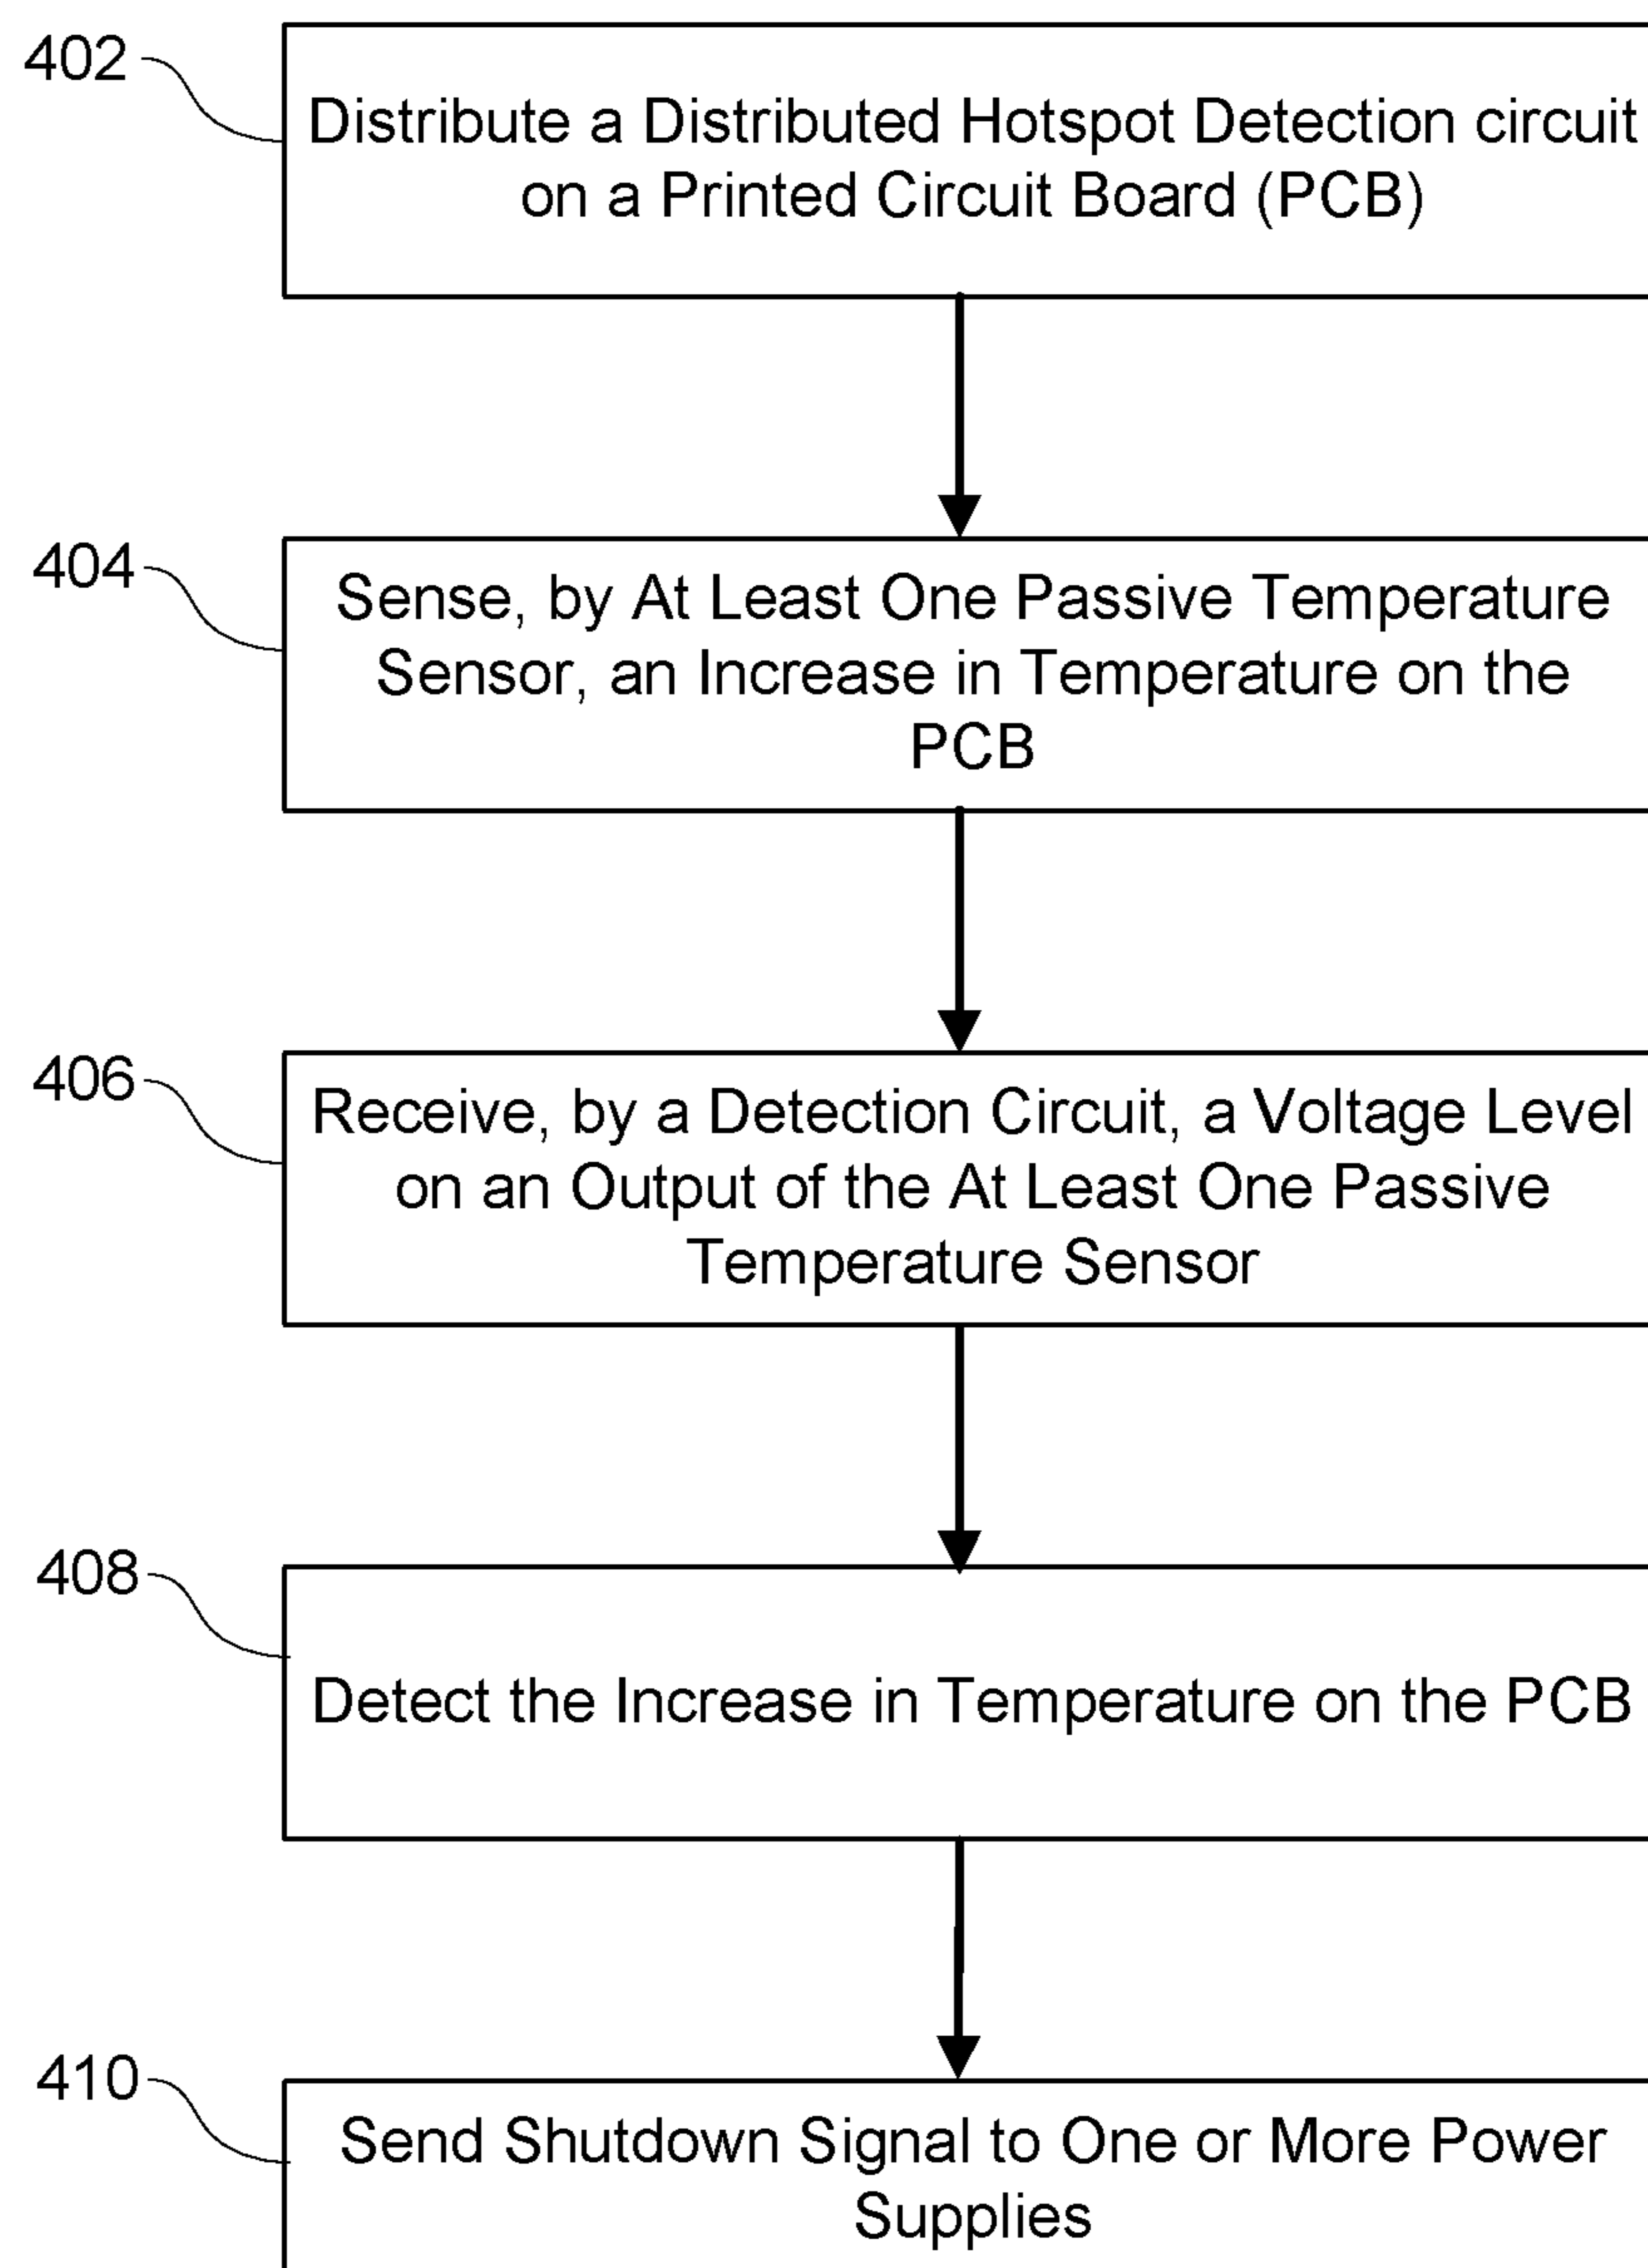 402
Distribute a Distributed Hotspot Detection circuit
on a Printed Circuit Board (PCB)
404
Sense, by At Least One Passive Temperature
Sensor, an Increase in Temperature on the
PCB
406
Receive, by a Detection Circuit, a Voltage Level
on an Output of the At Least One Passive
Temperature Sensor
408
Detect the Increase in Temperature on the PCB
410
Send Shutdown Signal to One or More Power
Supplies